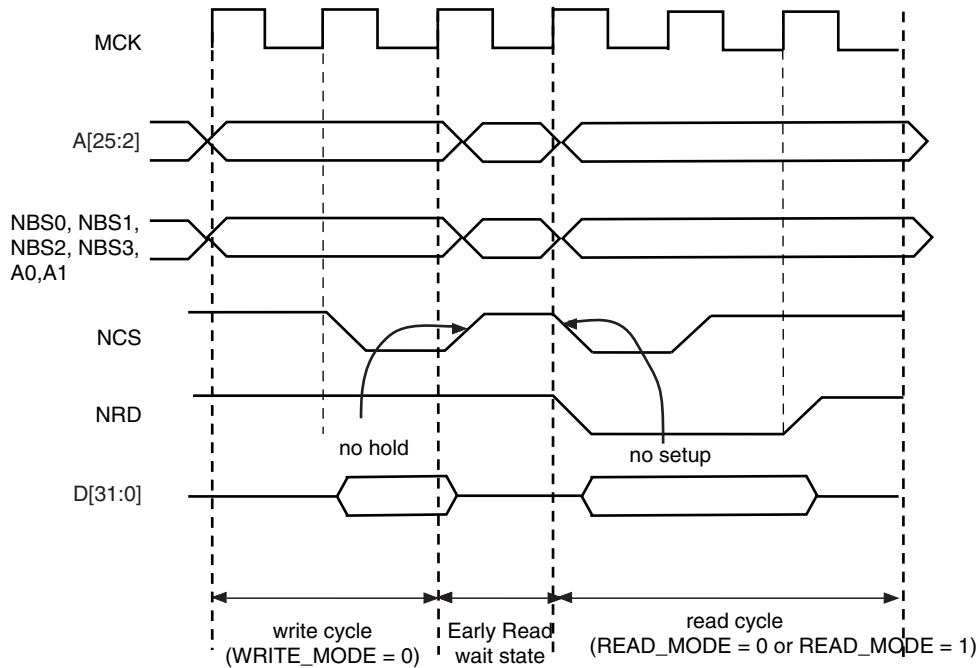 MCK
A[25:2]
NBS0, NBS1,
NBS2, NBS3,
A0,A1
NCS
NRD
no hold
no setup
D[31:0]
write cycle
(WRITE_MODE = 0)
Early Read
wait state
read cycle
(READ_MODE = 0 or READ_MODE = 1)